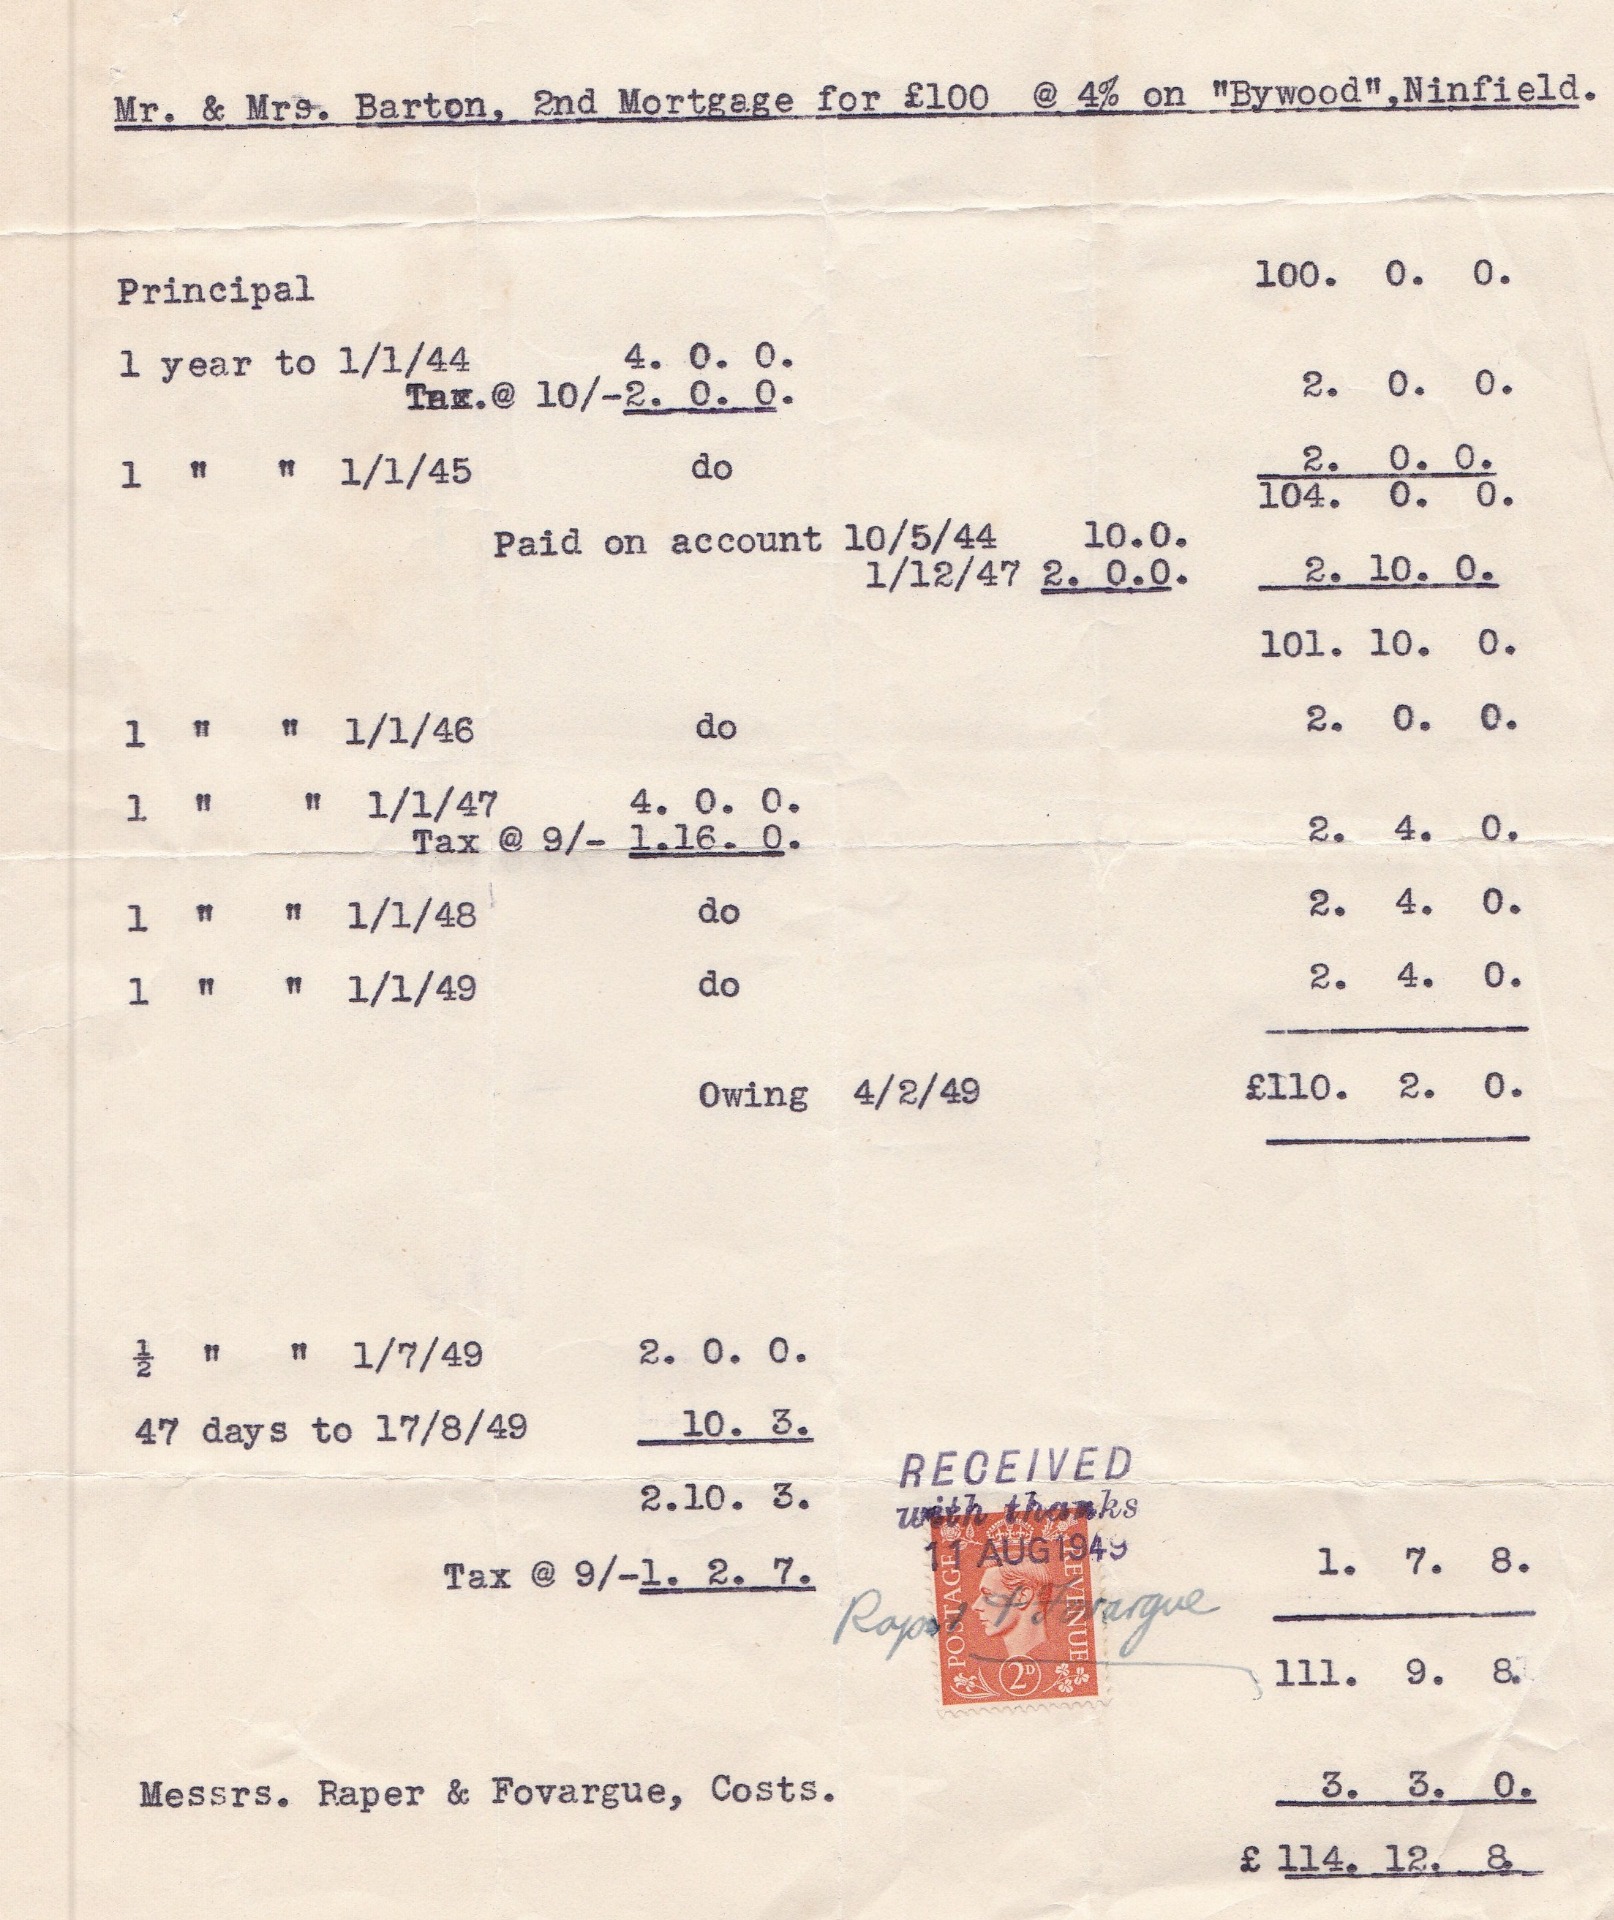 Mr. & Mrs. Barton, 2nd Mortgage for £100 @ 4% on "Bywood",Ninfield.
Principal 100. 0. 0.
1 year to 1/1/44 4. 0. 0.
Tax.@ 10/-2. 0. 0. 2. 0. 0.
1 " " 1/1/45 do 2. 0. 0.
104. 0. 0.
Paid on account 10/5/44 10.0.
1/12/47 2. 0.0. 2. 10. 0.
101. 10. 0.
1 " " 1/1/46 do 2. 0. 0.
1 " " 1/1/47 4. 0. 0.
Tax @ 9/- 1.16. 0. 2. 4. 0.
1 " " 1/1/48 do 2. 4. 0.
1 " " 1/1/49 do 2. 4. 0.
Owing 4/2/49 £110. 2. 0.
½ " " 1/7/49 2. 0. 0.
47 days to 17/8/49 10. 3.
2.10. 3.
Tax @ 9/-1. 2. 7. 1. 7. 8.
RECEIVED
with thanks
11 AUG 1949
Raper & Fovargue
POSTAGE REVENUE
2D
111. 9. 8.
Messrs. Raper & Fovargue, Costs. 3. 3. 0.
£ 114. 12. 8.